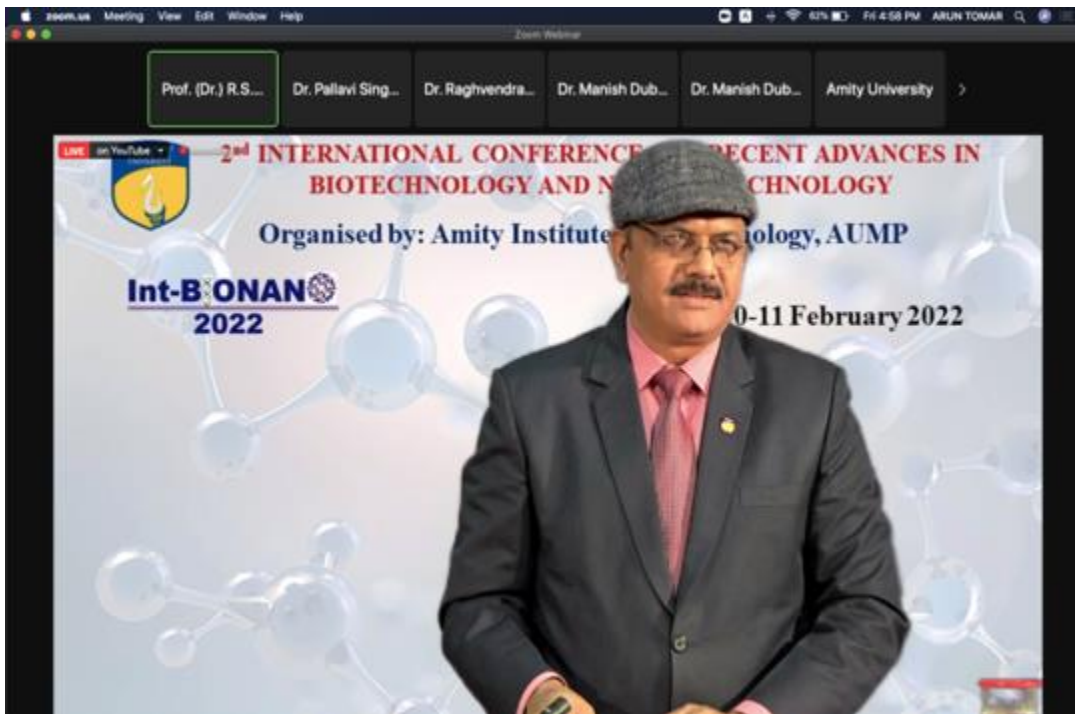 zoom.us Meeting View Edit Window Help 62% Fri 4:58 PM ARUN TOMAR
Zoom Webinar
Prof. (Dr.) R.S.... Dr. Pallavi Sing... Dr. Raghvendra... Dr. Manish Dub... Dr. Manish Dub... Amity University
LIVE on YouTube
2nd INTERNATIONAL CONFERENCE RECENT ADVANCES IN
BIOTECHNOLOGY AND N CHNOLOGY
Organised by: Amity Institute ology, AUMP
Int-BIONANO
2022
0-11 February 2022